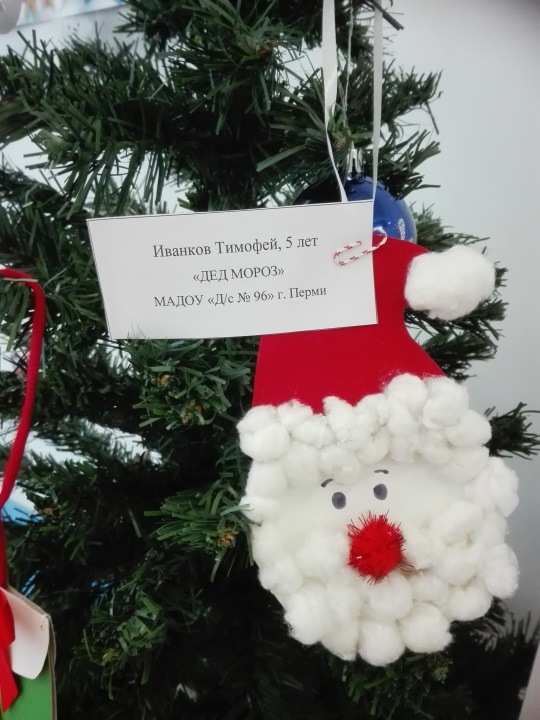 Иванков Тимофей, 5 лет
«ДЕД МОРОЗ»
МАДОУ «Д/с № 96» г. Перми